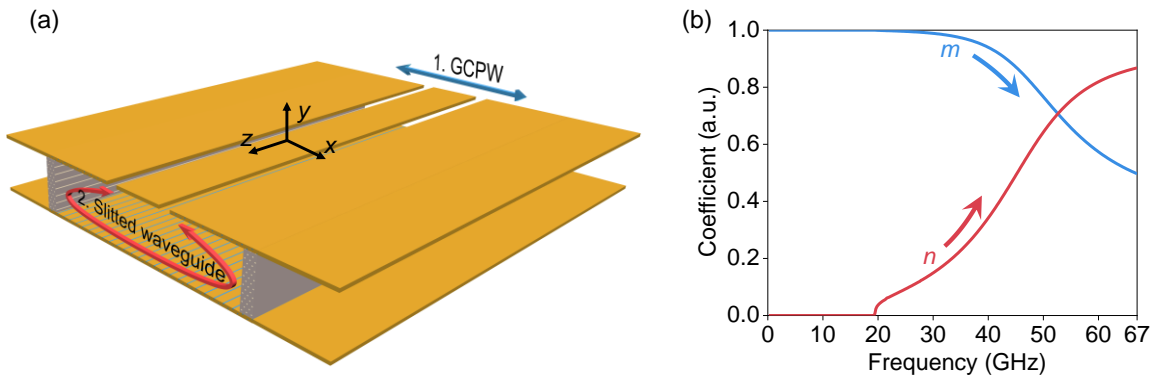 (a)
1. GCPW
y
z
x
2. Slitted waveguide
(b)
1.0
0.8
0.6
0.4
0.2
0.0
Coefficient (a.u.)
m
n
0 10 20 30 40 50 60 67
Frequency (GHz)